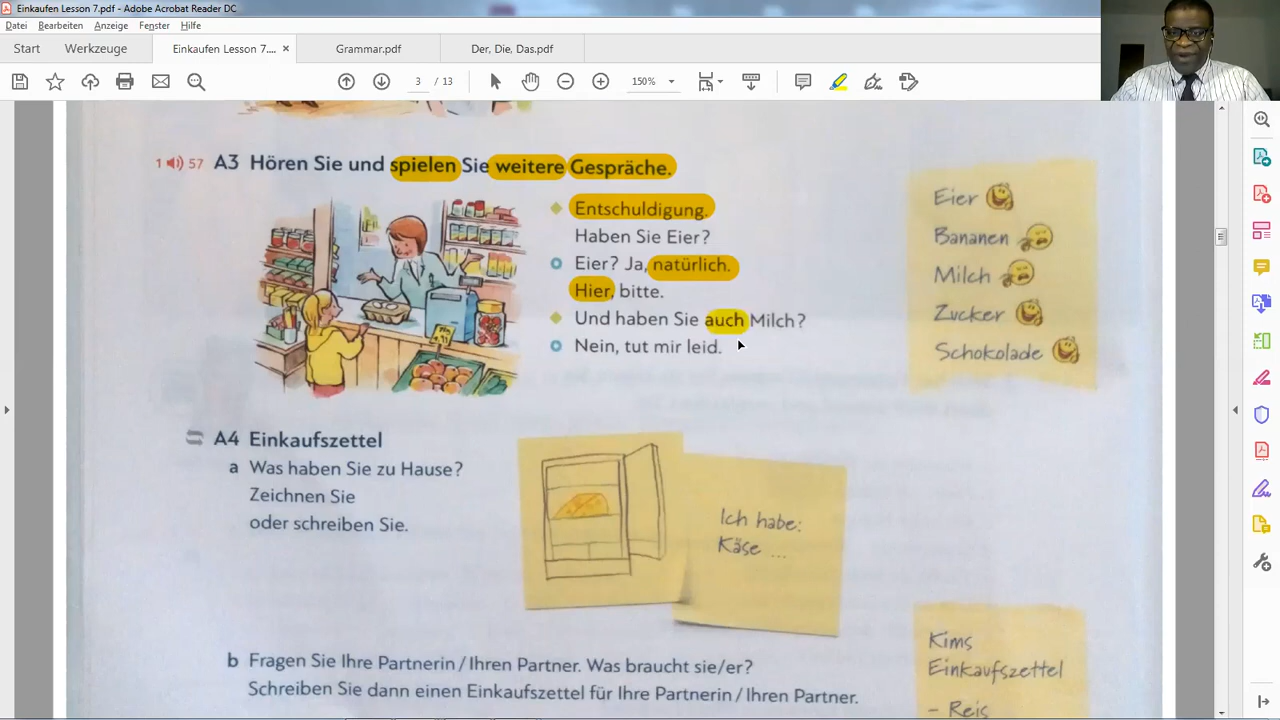 Einkaufen Lesson 7.pdf - Adobe Acrobat Reader DC
Datei Bearbeiten Anzeige Fenster Hilfe
Start Werkzeuge Einkaufen Lesson 7.... × Grammar.pdf Der, Die, Das.pdf
3 / 13 150%
1 57 A3 Hören Sie und spielen Sie weitere Gespräche.
Entschuldigung.
Haben Sie Eier?
Eier? Ja, natürlich.
Hier, bitte.
Und haben Sie auch Milch?
Nein, tut mir leid.
Eier
Bananen
Milch
Zucker
Schokolade
A4 Einkaufszettel
a Was haben Sie zu Hause?
Zeichnen Sie
oder schreiben Sie.
Ich habe:
Käse ...
b Fragen Sie Ihre Partnerin / Ihren Partner. Was braucht sie/er?
Schreiben Sie dann einen Einkaufszettel für Ihre Partnerin / Ihren Partner.
Kims
Einkaufszettel
- Reis